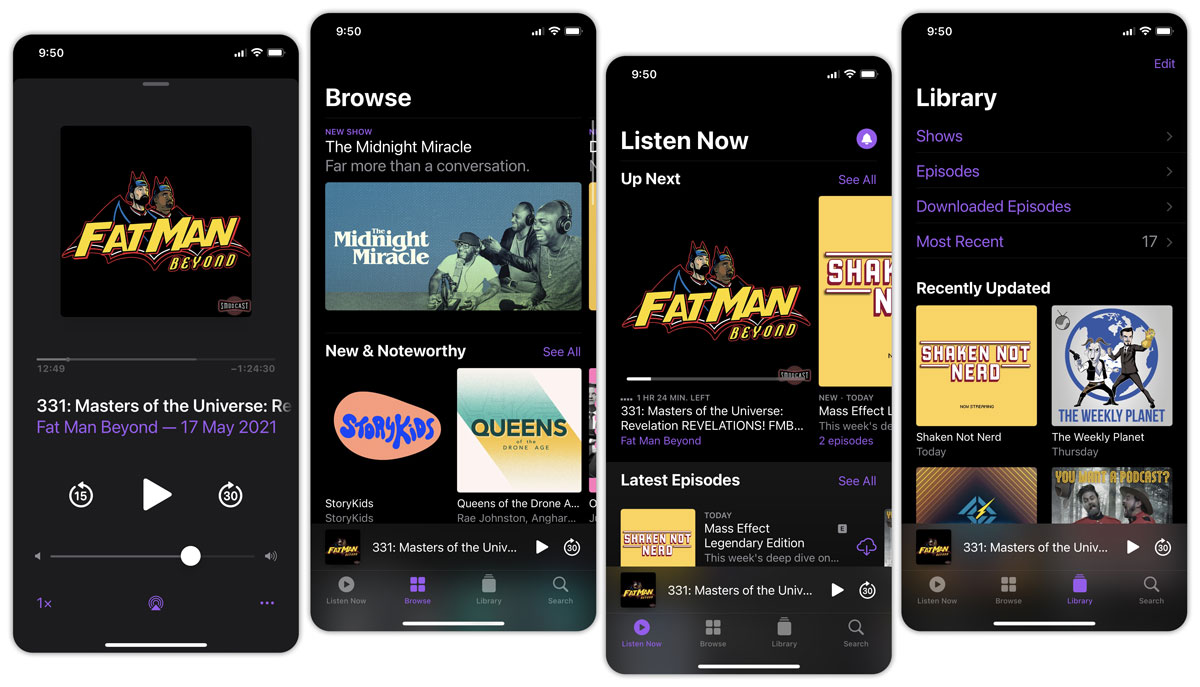 9:50
FATMAN
BEYOND
SMODCAST
12:49
−1:24:30
331: Masters of the Universe: Re
Fat Man Beyond — 17 May 2021
15
30
1×
9:50
Browse
NEW SHOW
The Midnight Miracle
Far more than a conversation.
The
Midnight
Miracle
New & Noteworthy
See All
STORYKIDS
QUEENS
of the
DRONE AGE
StoryKids
StoryKids
Queens of the Drone A...
Rae Johnston, Anghar...
FATMAN
BEYOND
331: Masters of the Univ...
30
Listen Now
Browse
Library
Search
9:50
Listen Now
Up Next
See All
FATMAN
BEYOND
SMODCAST
SHAK
N
1 HR 24 MIN. LEFT
331: Masters of the Universe:
Revelation REVELATIONS! FMB...
Fat Man Beyond
NEW · TODAY
Mass Effect L
This week's de
2 episodes
Latest Episodes
See All
SHAKEN NOT
NERD
TODAY
Mass Effect
Legendary Edition
E
This week's deep dive on...
FATMAN
BEYOND
331: Masters of the Univ...
30
Listen Now
Browse
Library
Search
9:50
Edit
Library
Shows
Episodes
Downloaded Episodes
Most Recent
17
Recently Updated
SHAKEN NOT
NERD
NOW STREAMING
THE WEEKLY PLANET
Shaken Not Nerd
Today
The Weekly Planet
Thursday
YOU WANT A PODCAST?
FATMAN
BEYOND
331: Masters of the Univ...
30
Listen Now
Browse
Library
Search